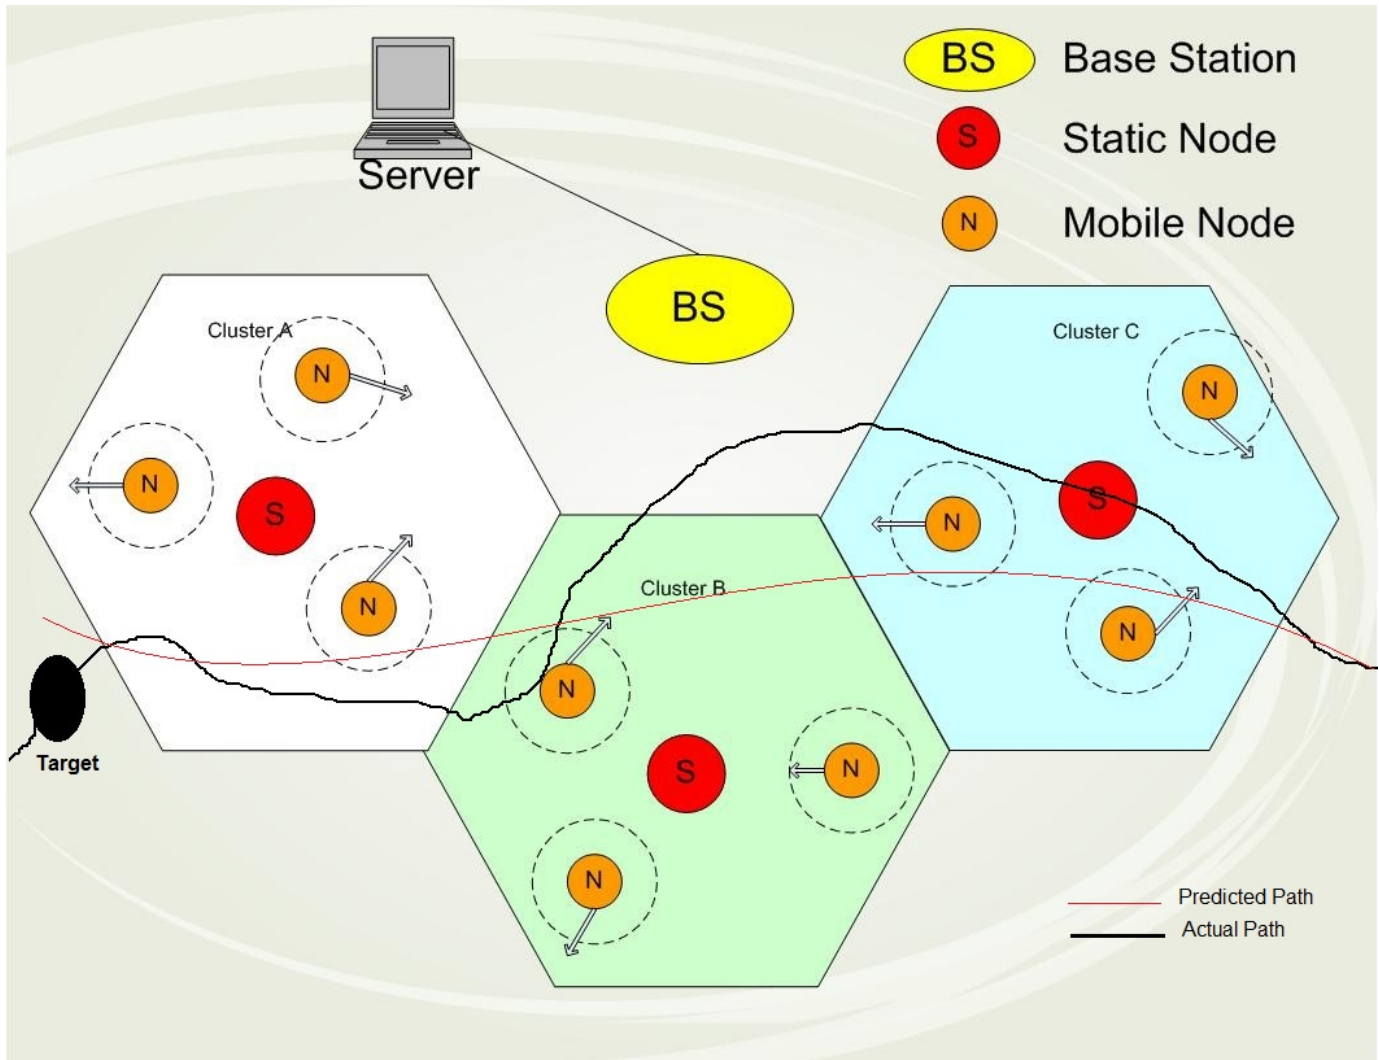 BS Base Station
S Static Node
N Mobile Node
Server
BS
Cluster A
N
N
S
N
Cluster C
N
N
S
N
Cluster B
N
S
N
N
Target
Predicted Path
Actual Path